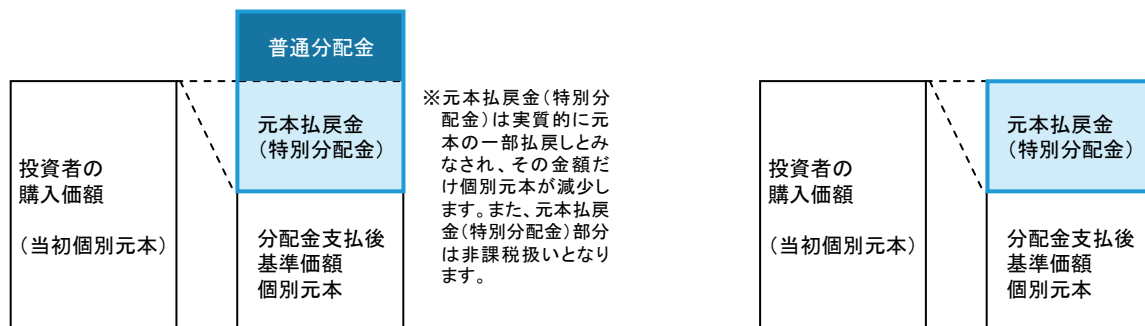 普通分配金
元本払戻金
（特別分配金）
投資者の
購入価額
（当初個別元本）
分配金支払後
基準価額
個別元本
※元本払戻金（特別分
配金）は実質的に元
本の一部払戻しとみ
なされ、その金額だ
け個別元本が減少し
ます。また、元本払戻
金（特別分配金）部分
は非課税扱いとなり
ます。
投資者の
購入価額
（当初個別元本）
元本払戻金
（特別分配金）
分配金支払後
基準価額
個別元本